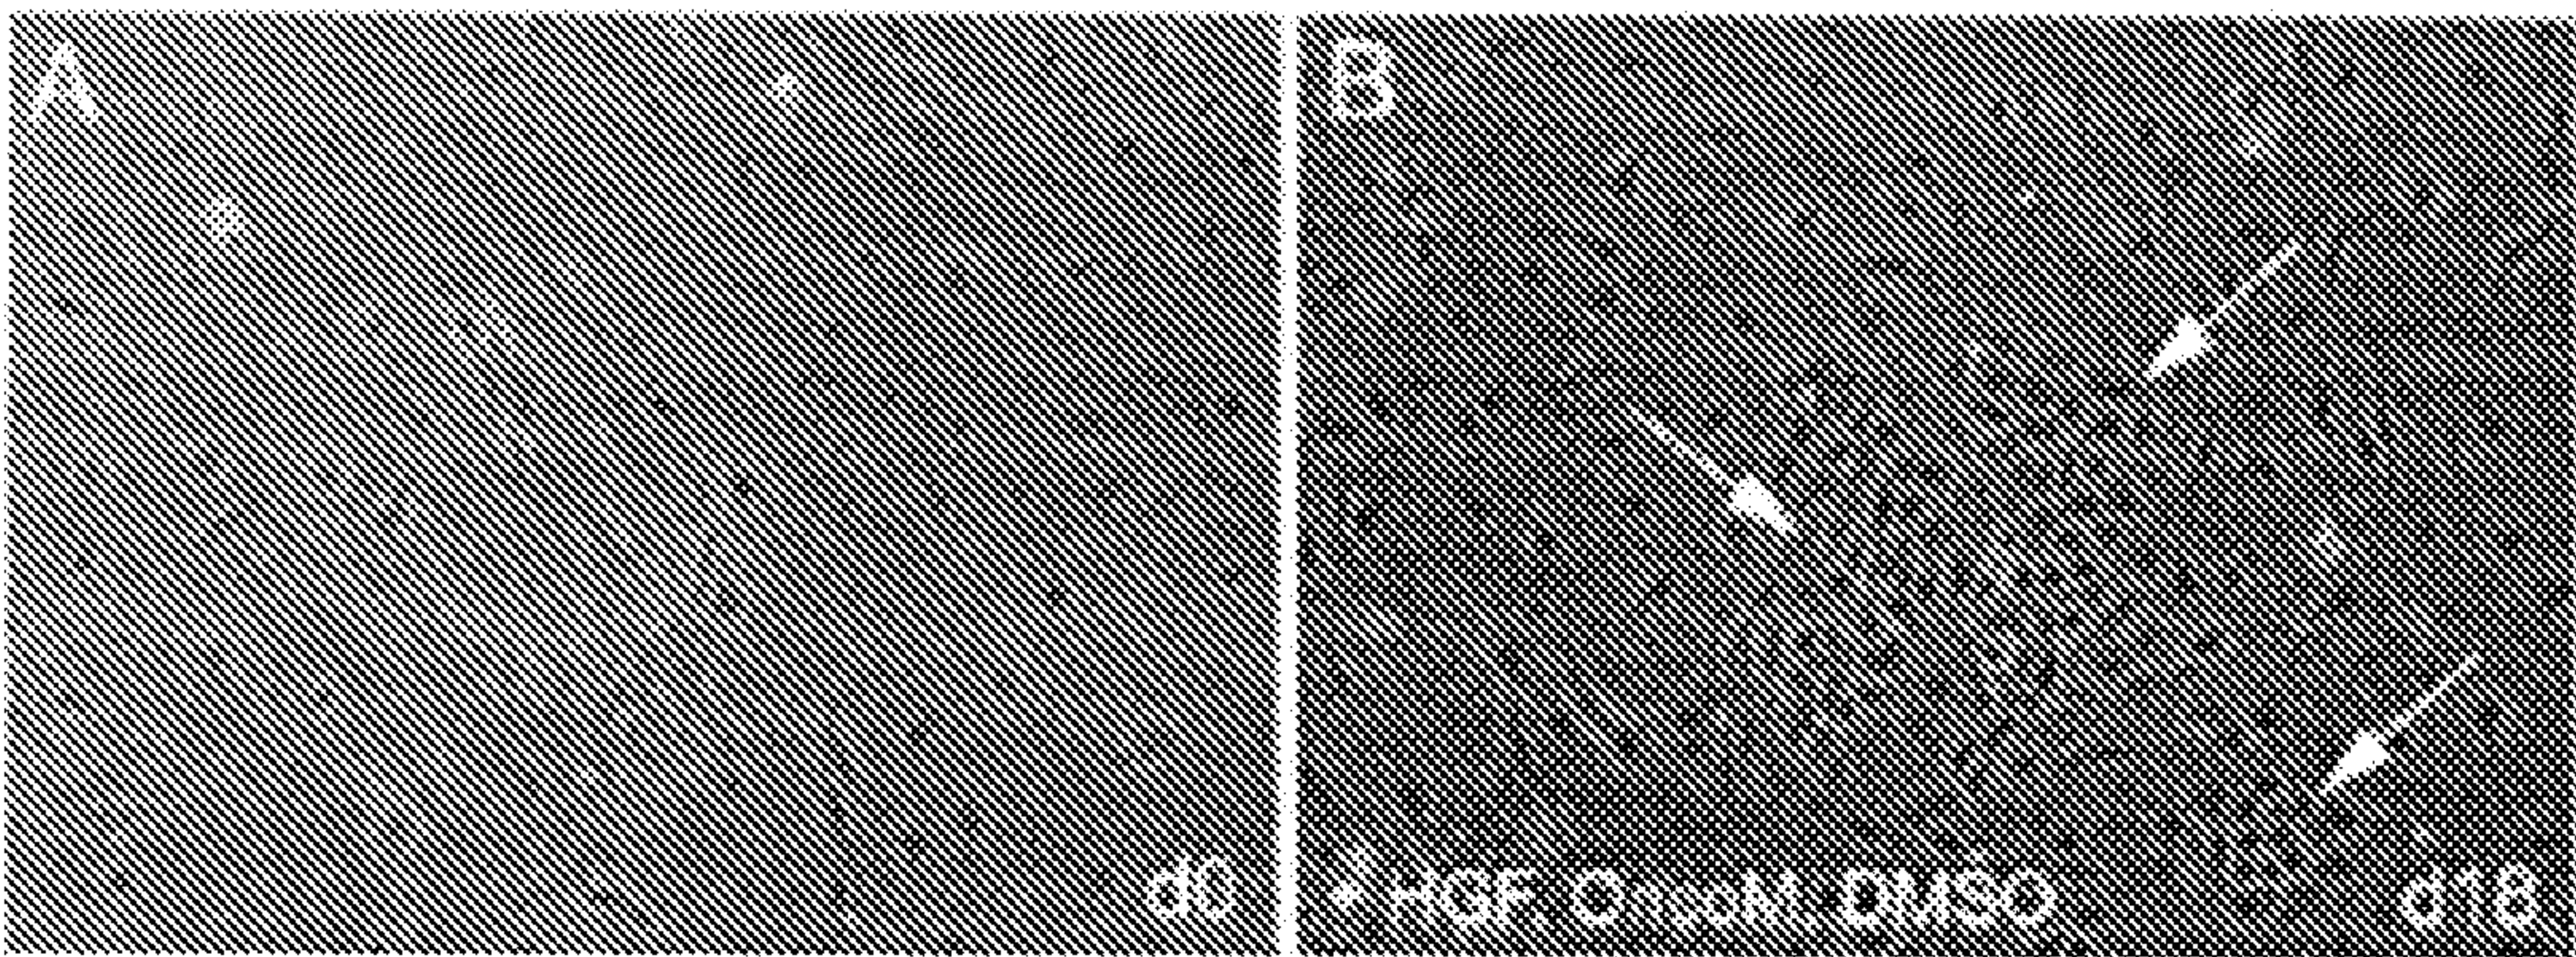 A
B
d0
+ HGF, OncoM, DMSO
d18